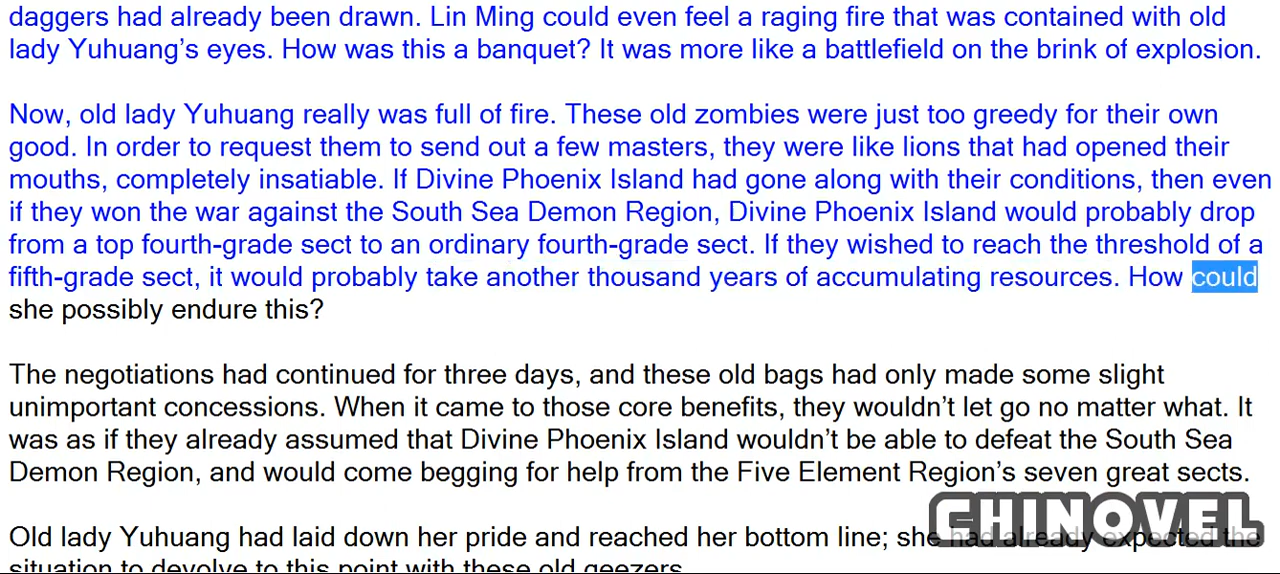 daggers had already been drawn. Lin Ming could even feel a raging fire that was contained with old
lady Yuhuang’s eyes. How was this a banquet? It was more like a battlefield on the brink of explosion.
Now, old lady Yuhuang really was full of fire. These old zombies were just too greedy for their own
good. In order to request them to send out a few masters, they were like lions that had opened their
mouths, completely insatiable. If Divine Phoenix Island had gone along with their conditions, then even
if they won the war against the South Sea Demon Region, Divine Phoenix Island would probably drop
from a top fourth-grade sect to an ordinary fourth-grade sect. If they wished to reach the threshold of a
fifth-grade sect, it would probably take another thousand years of accumulating resources. How could
she possibly endure this?
The negotiations had continued for three days, and these old bags had only made some slight
unimportant concessions. When it came to those core benefits, they wouldn’t let go no matter what. It
was as if they already assumed that Divine Phoenix Island wouldn’t be able to defeat the South Sea
Demon Region, and would come begging for help from the Five Element Region’s seven great sects.
CHINOVEL
Old lady Yuhuang had laid down her pride and reached her bottom line; she had already expected the
situation to devolve to this point with these old geezers.